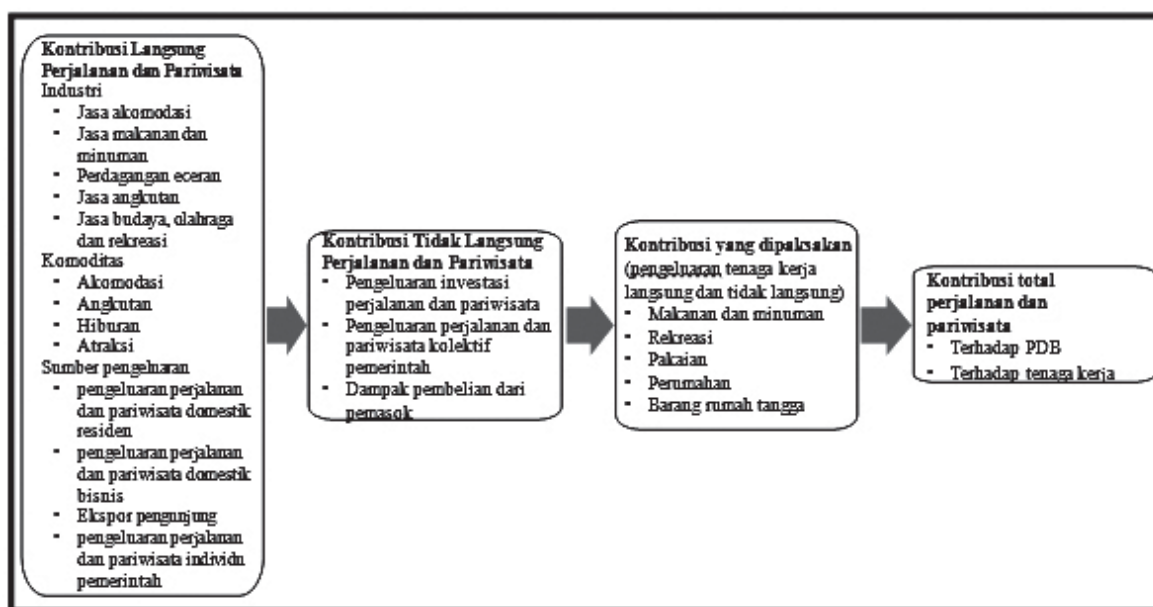 Kontribusi Langsung
Perjalanan dan Pariwisata
Industri
- Jasa akomodasi
- Jasa makanan dan
minuman
- Perdagangan eceran
- Jasa angkutan
- Jasa budaya, olahraga
dan rekreasi
Komoditas
- Akomodasi
- Angkutan
- Hiburan
- Atraksi
Sumber pengeluaran
- pengeluaran perjalanan
dan pariwisata domestik
residen
- pengeluaran perjalanan
dan pariwisata domestik
bisnis
- Ekspor pengunjung
- pengeluaran perjalanan
dan pariwisata individu
pemerintah
Kontribusi Tidak Langsung
Perjalanan dan Pariwisata
- Pengeluaran investasi
perjalanan dan pariwisata
- Pengeluaran perjalanan dan
pariwisata kolektif
pemerintah
- Dampak pembelian dari
pemasok
Kontribusi yang dipaksakan
(pengeluaran tenaga kerja
langsung dan tidak langsung)
- Makanan dan minuman
- Rekreasi
- Pakaian
- Perumahan
- Barang rumah tangga
Kontribusi total
perjalanan dan
pariwisata
- Terhadap PDB
- Terhadap tenaga kerja